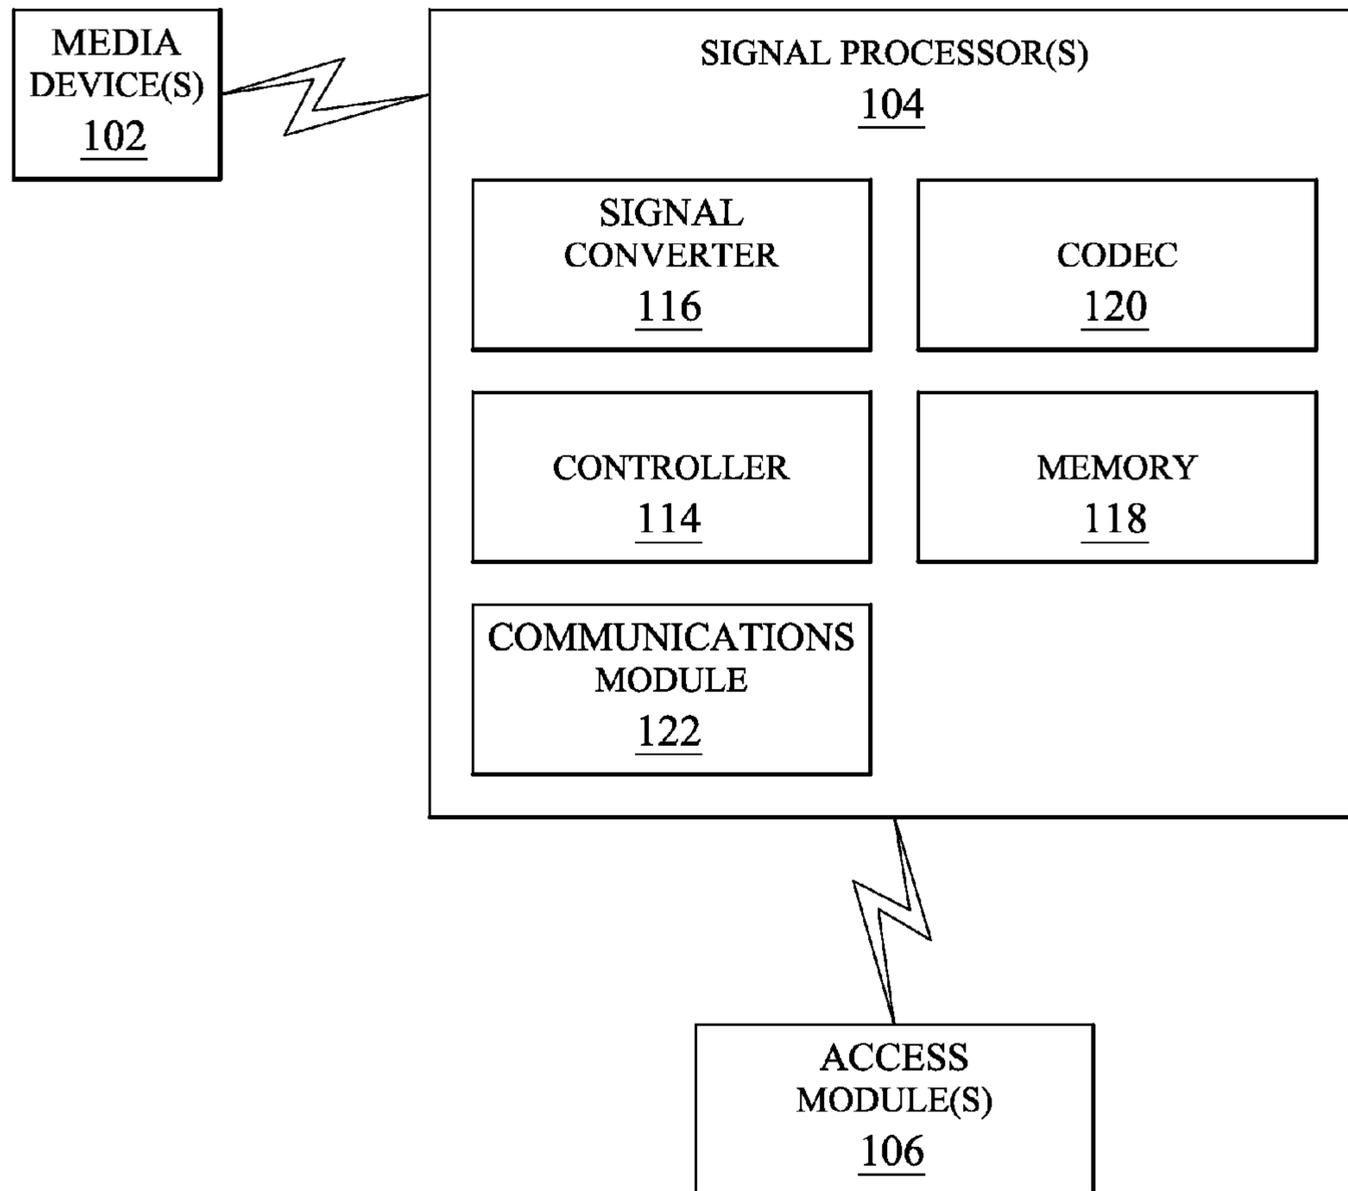 MEDIA
DEVICE(S)
102
SIGNAL PROCESSOR(S)
104
SIGNAL
CONVERTER
116
CODEC
120
CONTROLLER
114
MEMORY
118
COMMUNICATIONS
MODULE
122
ACCESS
MODULE(S)
106